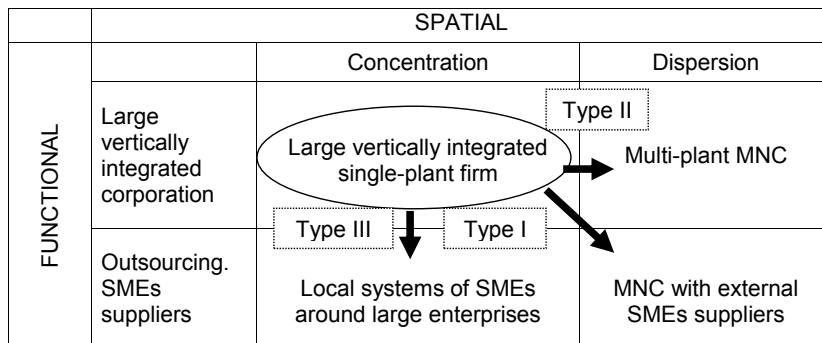 SPATIAL
Concentration
Dispersion
FUNCTIONAL
Large
vertically
integrated
corporation
Large vertically integrated
single-plant firm
Type II
Multi-plant MNC
Type III
Type I
Outsourcing.
SMEs
suppliers
Local systems of SMEs
around large enterprises
MNC with external
SMEs suppliers